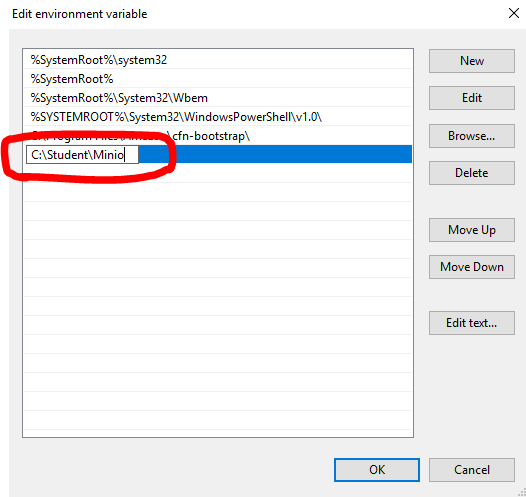 Edit environment variable
%SystemRoot%\system32
%SystemRoot%
%SystemRoot%\System32\Wbem
%SYSTEMROOT%\System32\WindowsPowerShell\v1.0\
\cfn-bootstrap\
C:\Student\Minio
New
Edit
Browse...
Delete
Move Up
Move Down
Edit text...
OK
Cancel